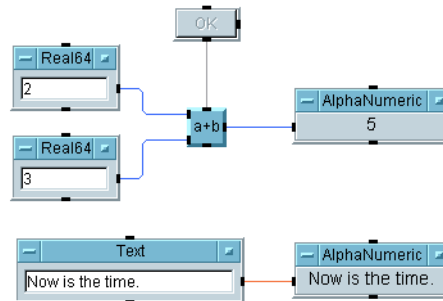 OK
Real64
2
a+b
AlphaNumeric
5
Real64
3
Text
Now is the time.
AlphaNumeric
Now is the time.